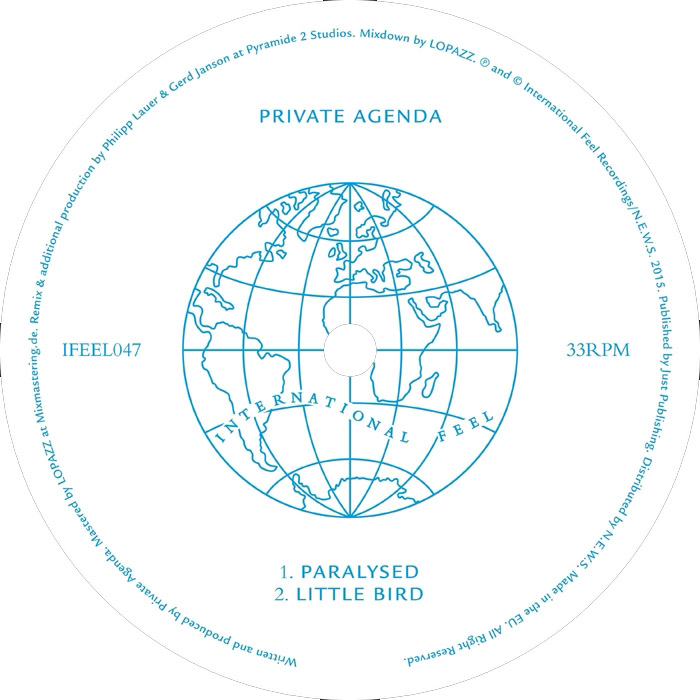 PRIVATE AGENDA
IFEEL047
33RPM
INTERNATIONAL FEEL
1. PARALYSED
2. LITTLE BIRD
Written and produced by Private Agenda. Mastered by LOPAZZ at Mixmastering.de. Remix & additional production by Philipp Lauer & Gerd Janson at Pyramide 2 Studios. Mixdown by LOPAZZ. ℗ and © International Feel Recordings/N.E.W.S. 2015. Published by Just Publishing. Distributed by N.E.W.S. Made in the EU. All Right Reserved.